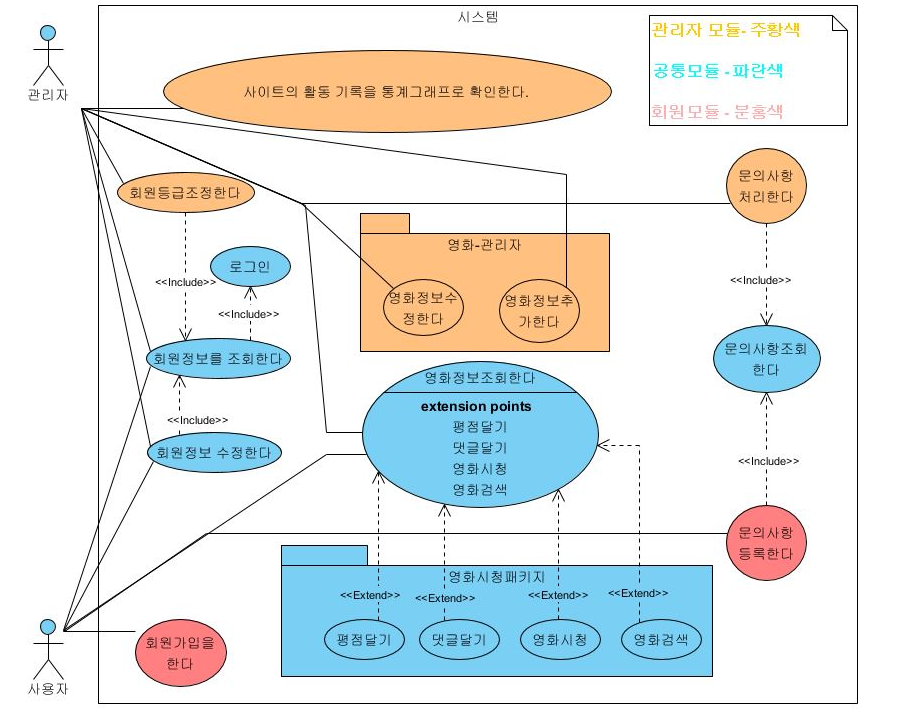 시스템
관리자
관리자 모듈- 주황색
공통모듈 - 파란색
회원모듈 - 분홍색
사이트의 활동 기록을 통계그래프로 확인한다.
회원등급조정한다
문의사항
처리한다
영화-관리자
로그인
<<Include>>
<<Include>>
영화정보수
정한다
영화정보추
가한다
<<Include>>
회원정보를 조회한다
문의사항조회
한다
영화정보조회한다
extension points
평점달기
댓글달기
영화시청
영화검색
<<Include>>
회원정보 수정한다
<<Include>>
문의사항
등록한다
영화시청패키지
<<Extend>>
<<Extend>>
<<Extend>>
<<Extend>>
평점달기
댓글달기
영화시청
영화검색
회원가입을
한다
사용자